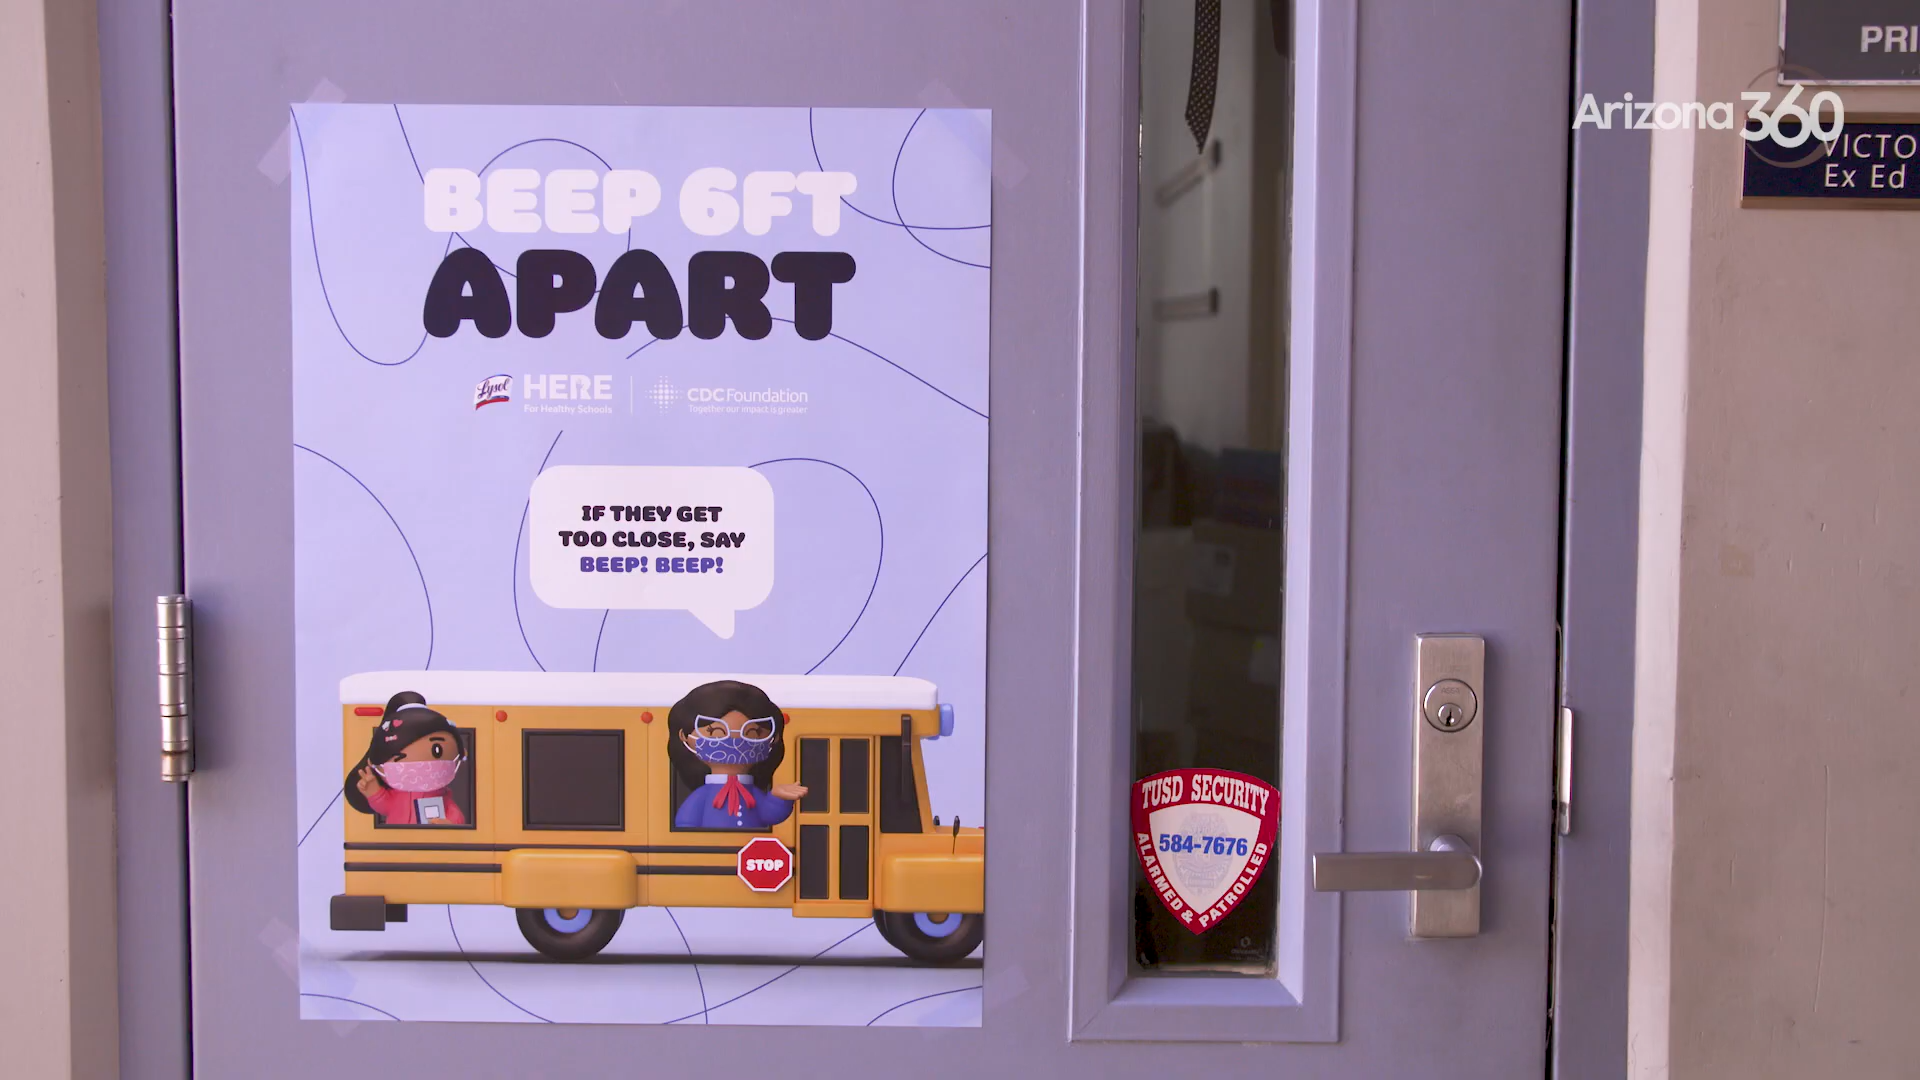 BEEP 6FT
APART
Lysol
HERE
For Healthy Schools
CDC Foundation
Together our impact is greater
IF THEY GET
TOO CLOSE, SAY
BEEP! BEEP!
STOP
TUSD SECURITY
584-7676
ALARMED & PATROLLED
PRI
Arizona 360
VICTO
Ex Ed